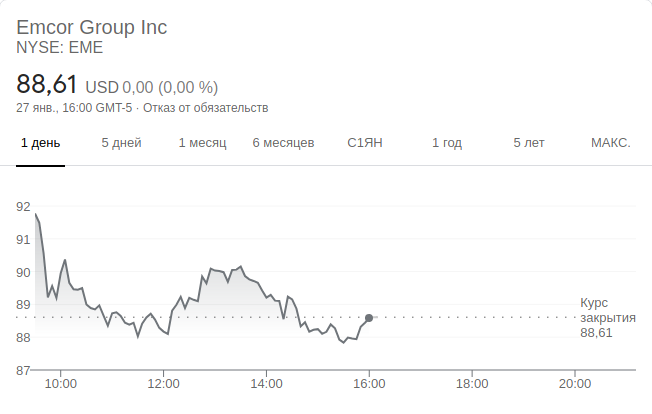 Emcor Group Inc
NYSE: EME
88,61 USD 0,00 (0,00 %)
27 янв., 16:00 GMT-5 · Отказ от обязательств
1 день 5 дней 1 месяц 6 месяцев С1ЯН 1 год 5 лет МАКС.
92
91
90
89
88
87
Курс
закрытия
88,61
10:00 12:00 14:00 16:00 18:00 20:00